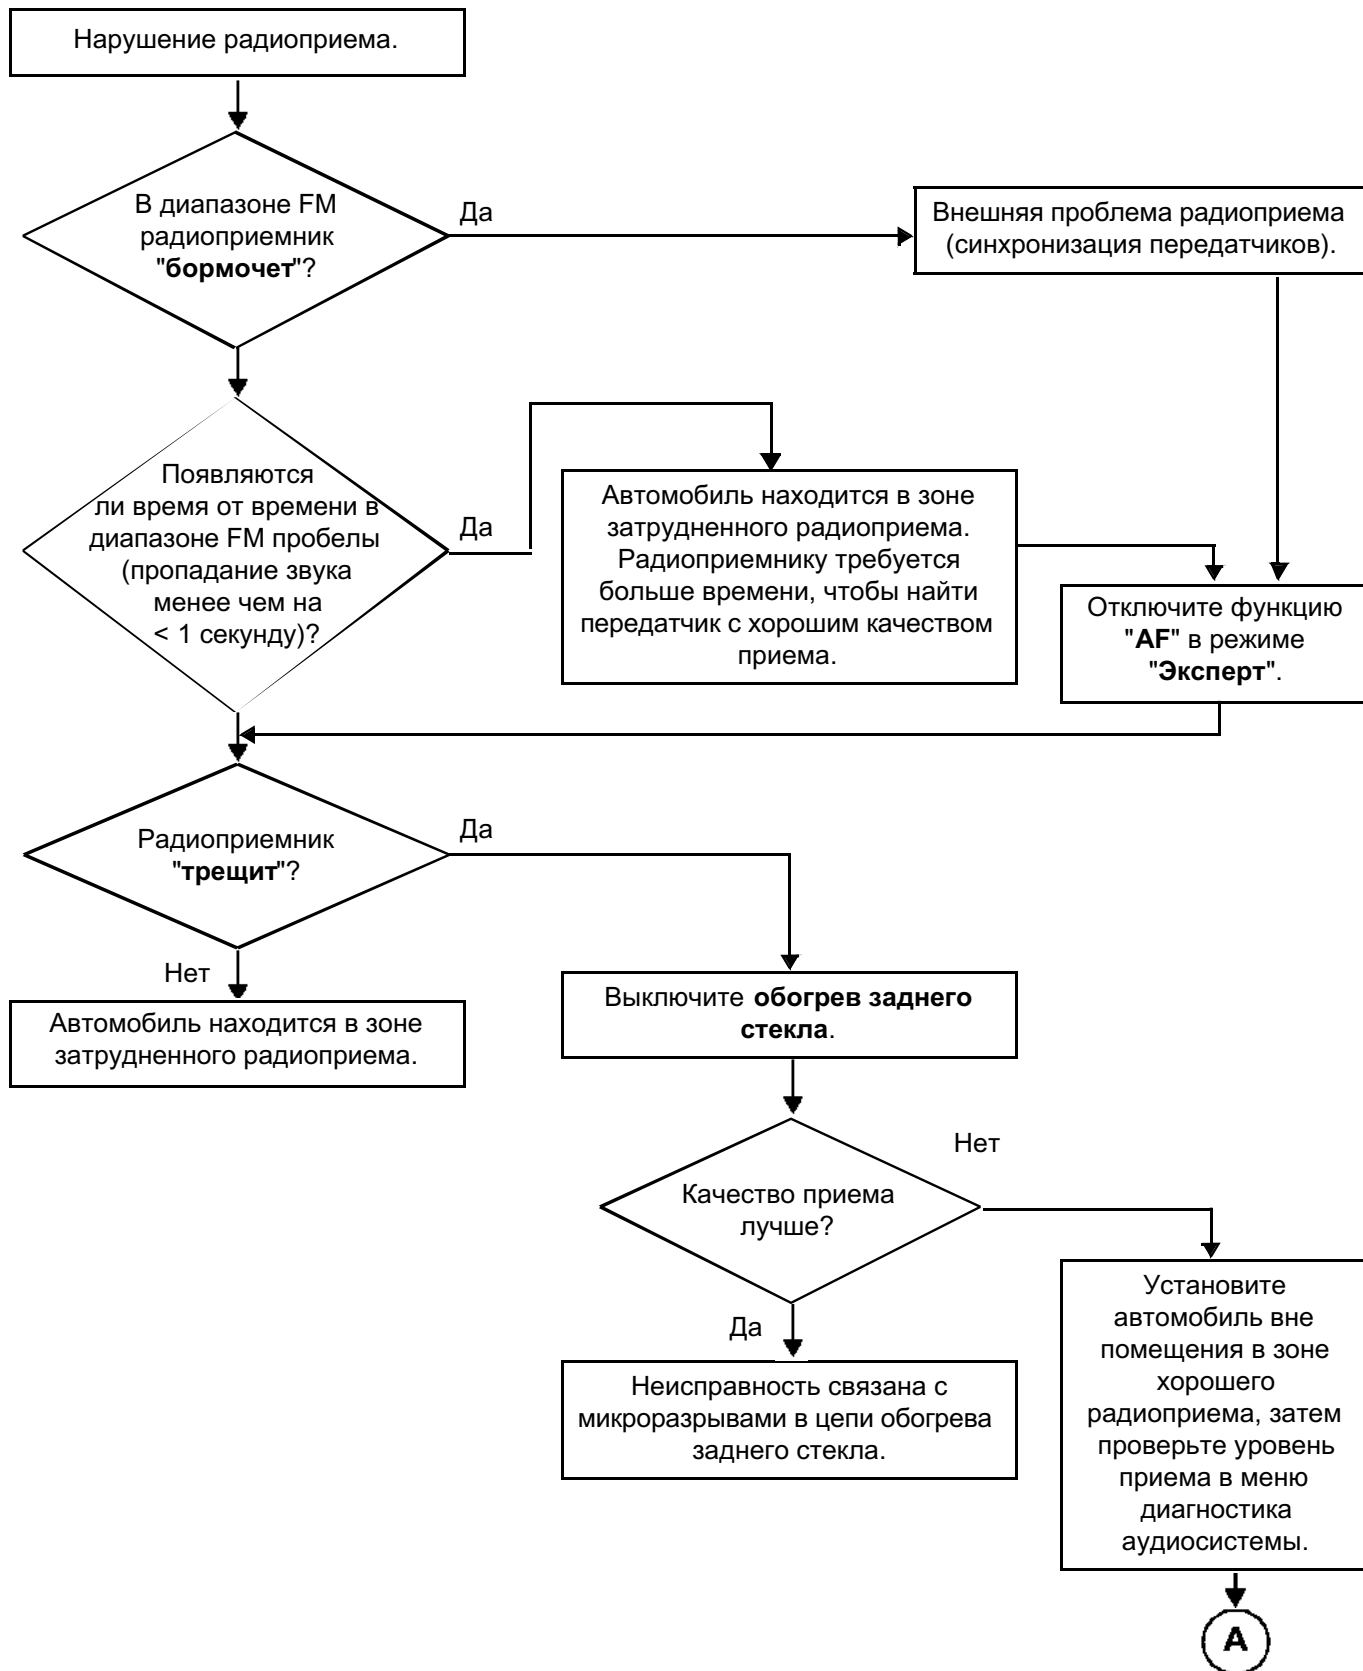 Нарушение радиоприема.
В диапазоне FM
радиоприемник
"бормочет"?
Да
Внешняя проблема радиоприема
(синхронизация передатчиков).
Появляются
ли время от времени в
диапазоне FM пробелы
(пропадание звука
менее чем на
< 1 секунду)?
Да
Автомобиль находится в зоне
затрудненного радиоприема.
Радиоприемнику требуется
больше времени, чтобы найти
передатчик с хорошим качеством
приема.
Отключите функцию
"AF" в режиме
"Эксперт".
Радиоприемник
"трещит"?
Да
Нет
Автомобиль находится в зоне
затрудненного радиоприема.
Выключите обогрев заднего
стекла.
Качество приема
лучше?
Нет
Да
Неисправность связана с
микроразрывами в цепи обогрева
заднего стекла.
Установите
автомобиль вне
помещения в зоне
хорошего
радиоприема, затем
проверьте уровень
приема в меню
диагностика
аудиосистемы.
A